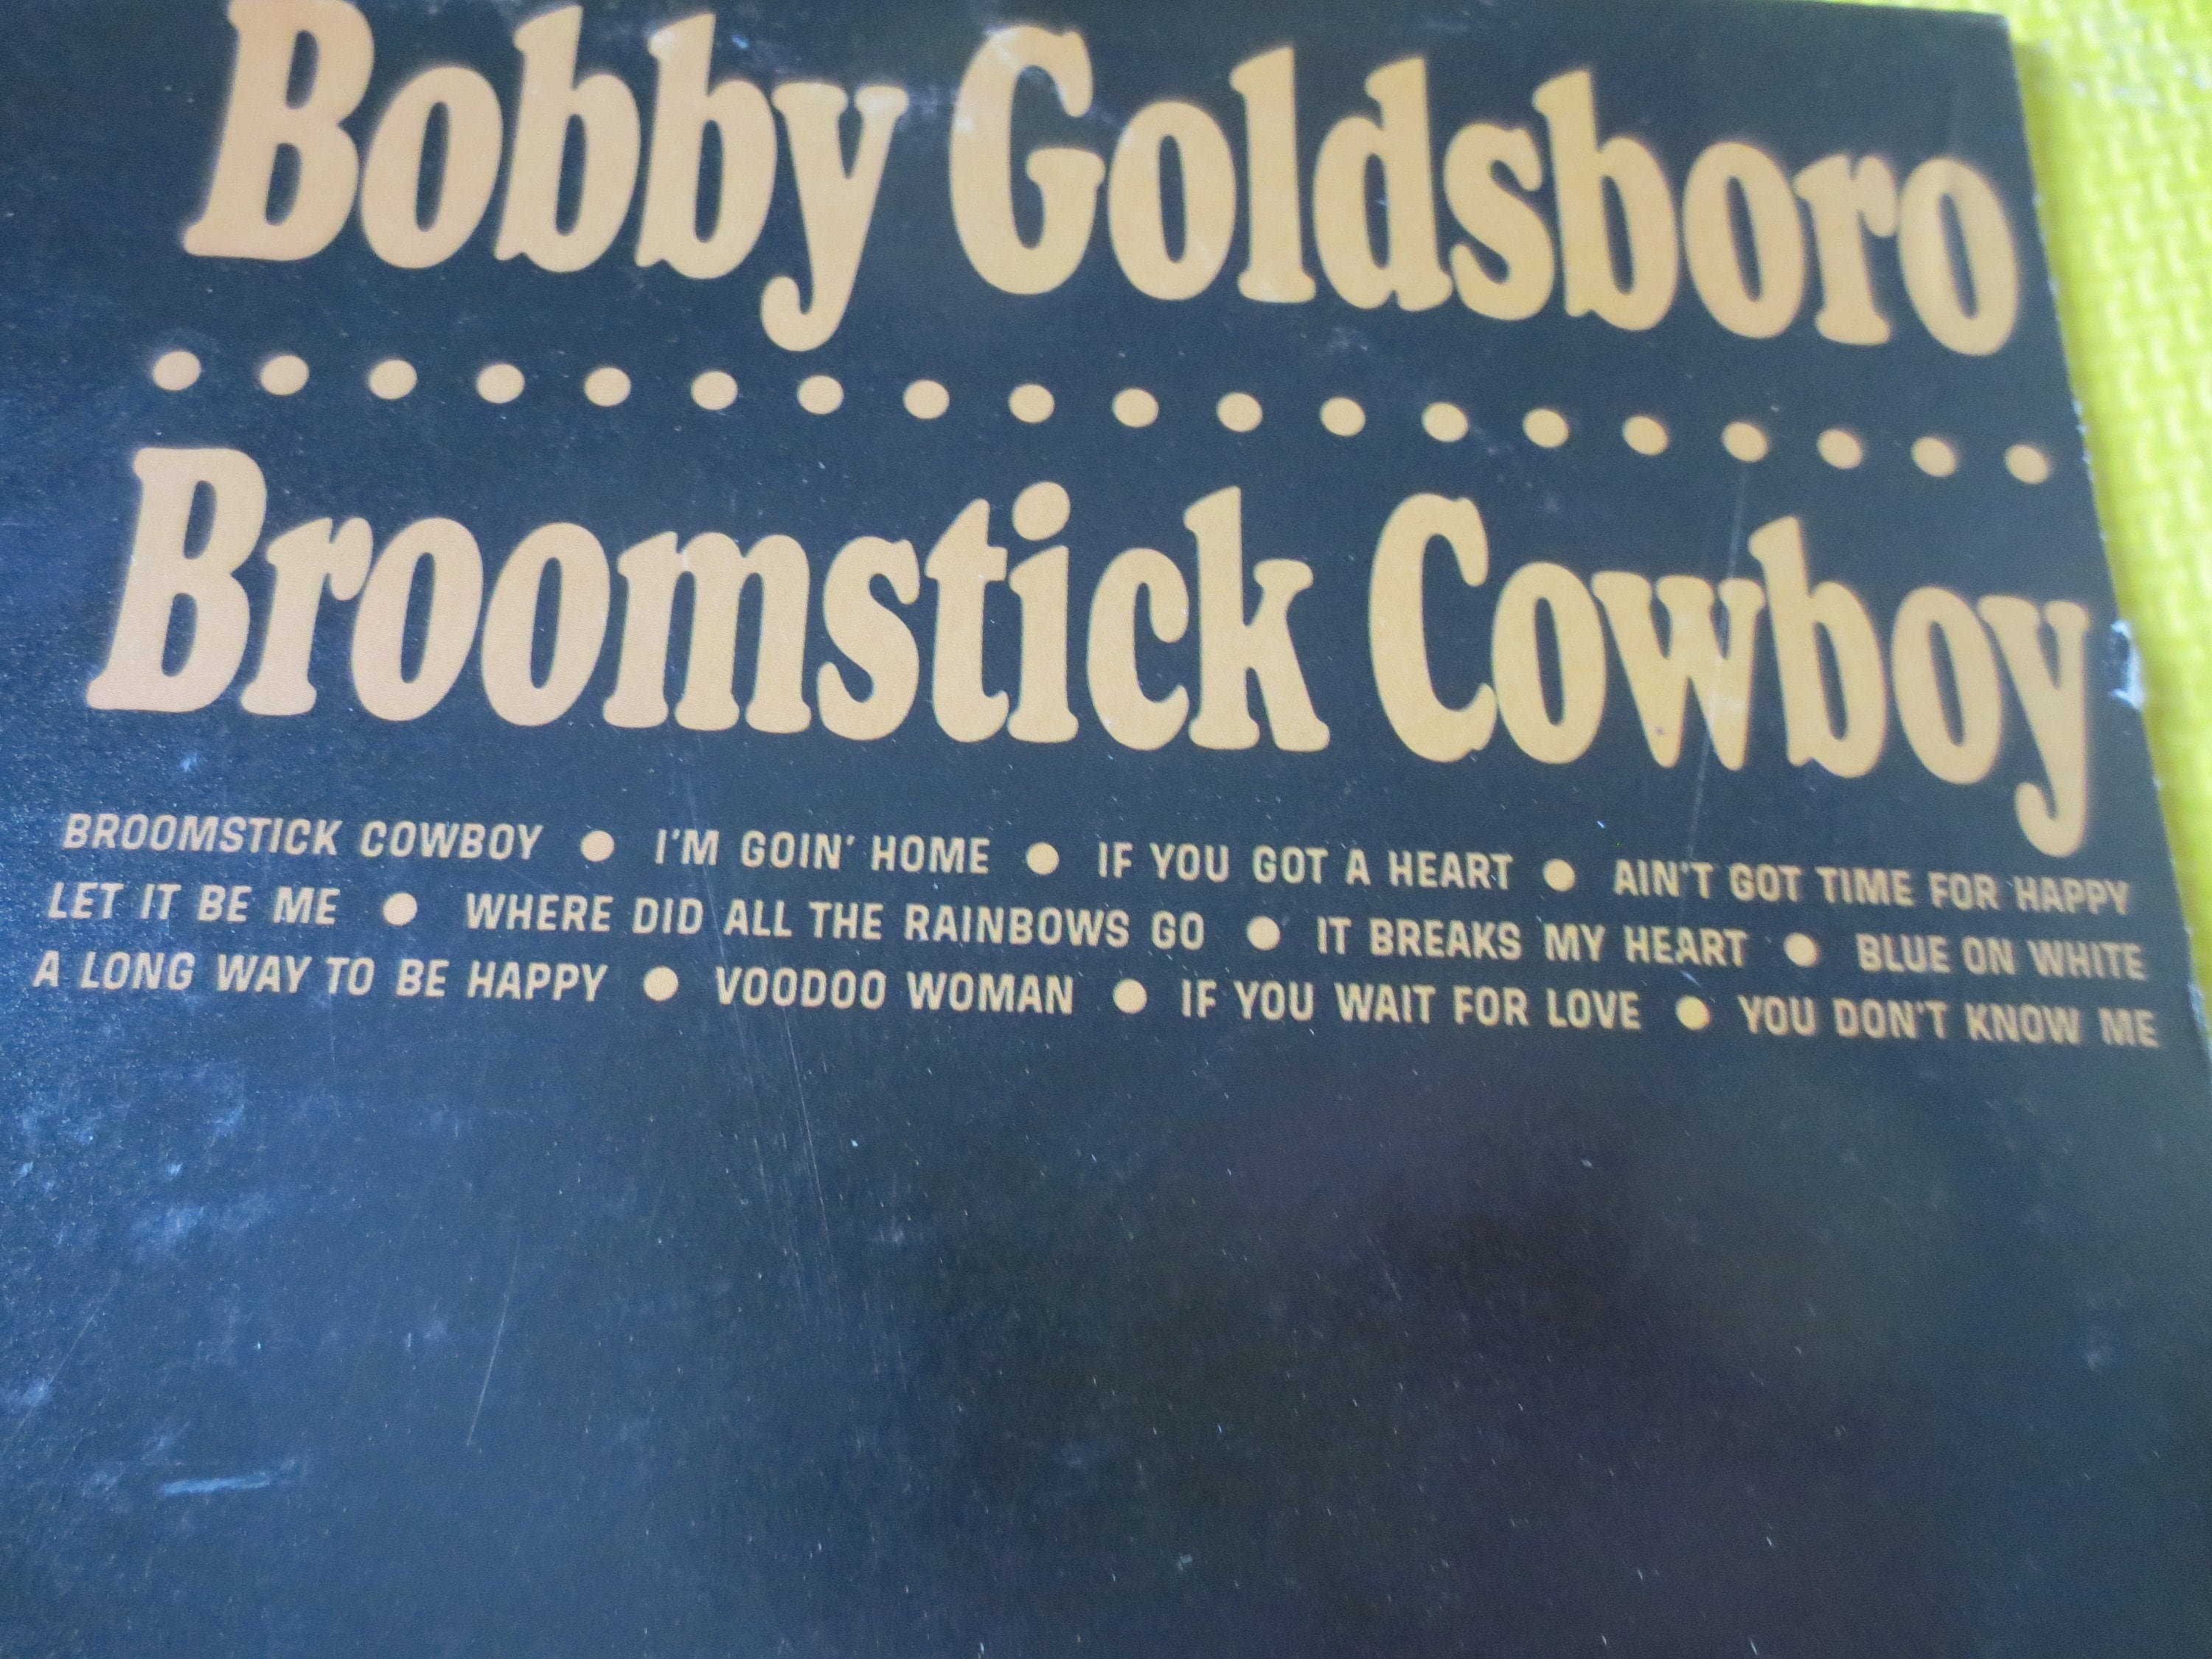 Bobby Goldsboro
Broomstick Cowboy
BROOMSTICK COWBOY ● I'M GOIN' HOME ● IF YOU GOT A HEART ● AIN'T GOT TIME FOR HAPPY
LET IT BE ME ● WHERE DID ALL THE RAINBOWS GO ● IT BREAKS MY HEART ● BLUE ON WHITE
A LONG WAY TO BE HAPPY ● VOODOO WOMAN ● IF YOU WAIT FOR LOVE ● YOU DON'T KNOW ME